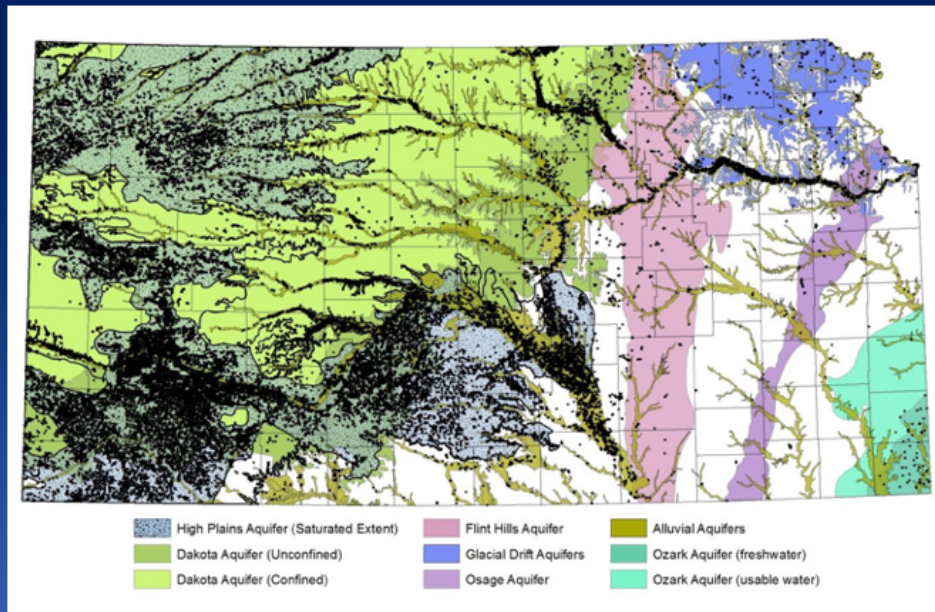 High Plains Aquifer (Saturated Extent)
Dakota Aquifer (Unconfined)
Dakota Aquifer (Confined)
Flint Hills Aquifer
Glacial Drift Aquifers
Osage Aquifer
Alluvial Aquifers
Ozark Aquifer (freshwater)
Ozark Aquifer (usable water)